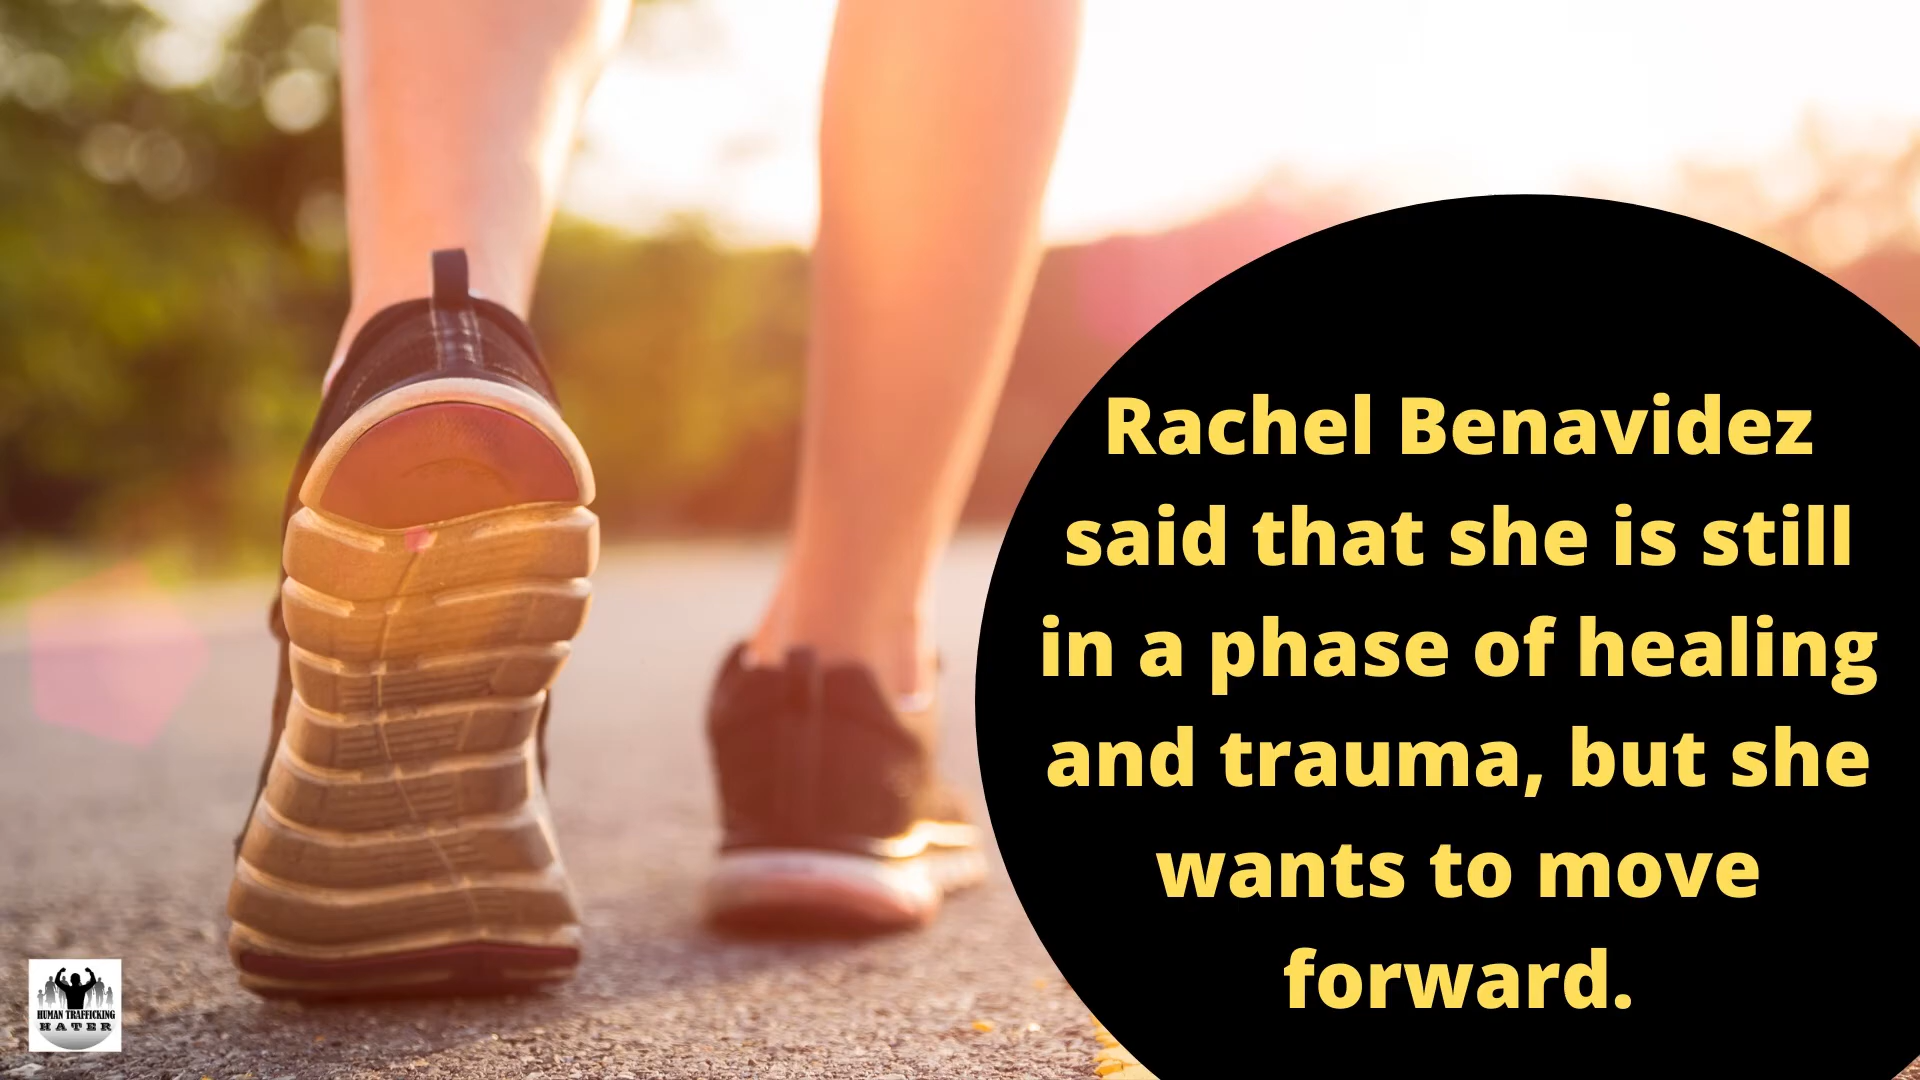 Rachel Benavidez
said that she is still
in a phase of healing
and trauma, but she
wants to move
forward.
HUMAN TRAFFICKING
HATER